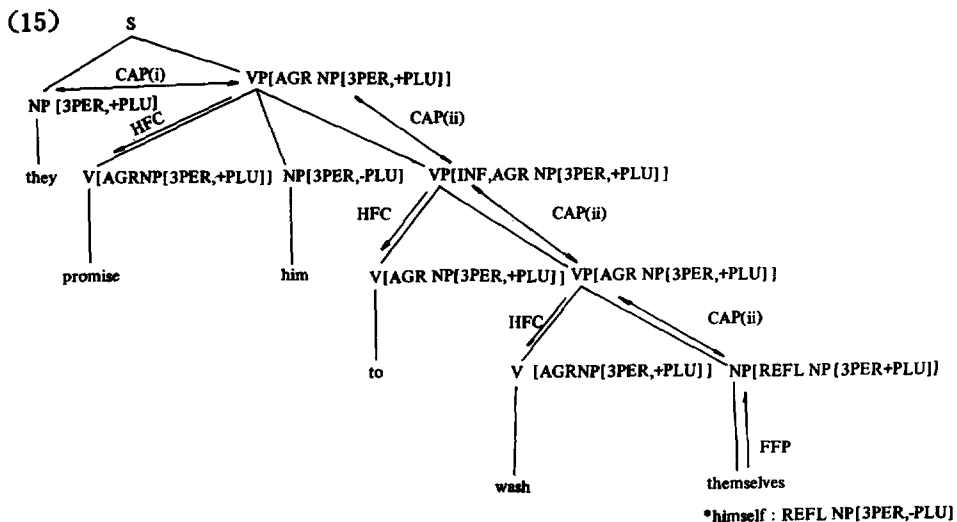 (15)
S
CAP(i)
VP[AGR NP[3PER,+PLU]]
NP [3PER,+PLU]
HFC
CAP(ii)
they
V[AGRNP[3PER,+PLU]]
NP[3PER,-PLU]
VP[INF,AGR NP[3PER,+PLU]]
HFC
CAP(ii)
promise
him
V[AGR NP[3PER,+PLU]]
VP[AGR NP[3PER,+PLU]]
HFC
CAP(ii)
to
V [AGRNP[3PER,+PLU]]
NP[REFL NP[3PER+PLU]]
FFP
wash
themselves
*himself : REFL NP[3PER,-PLU]